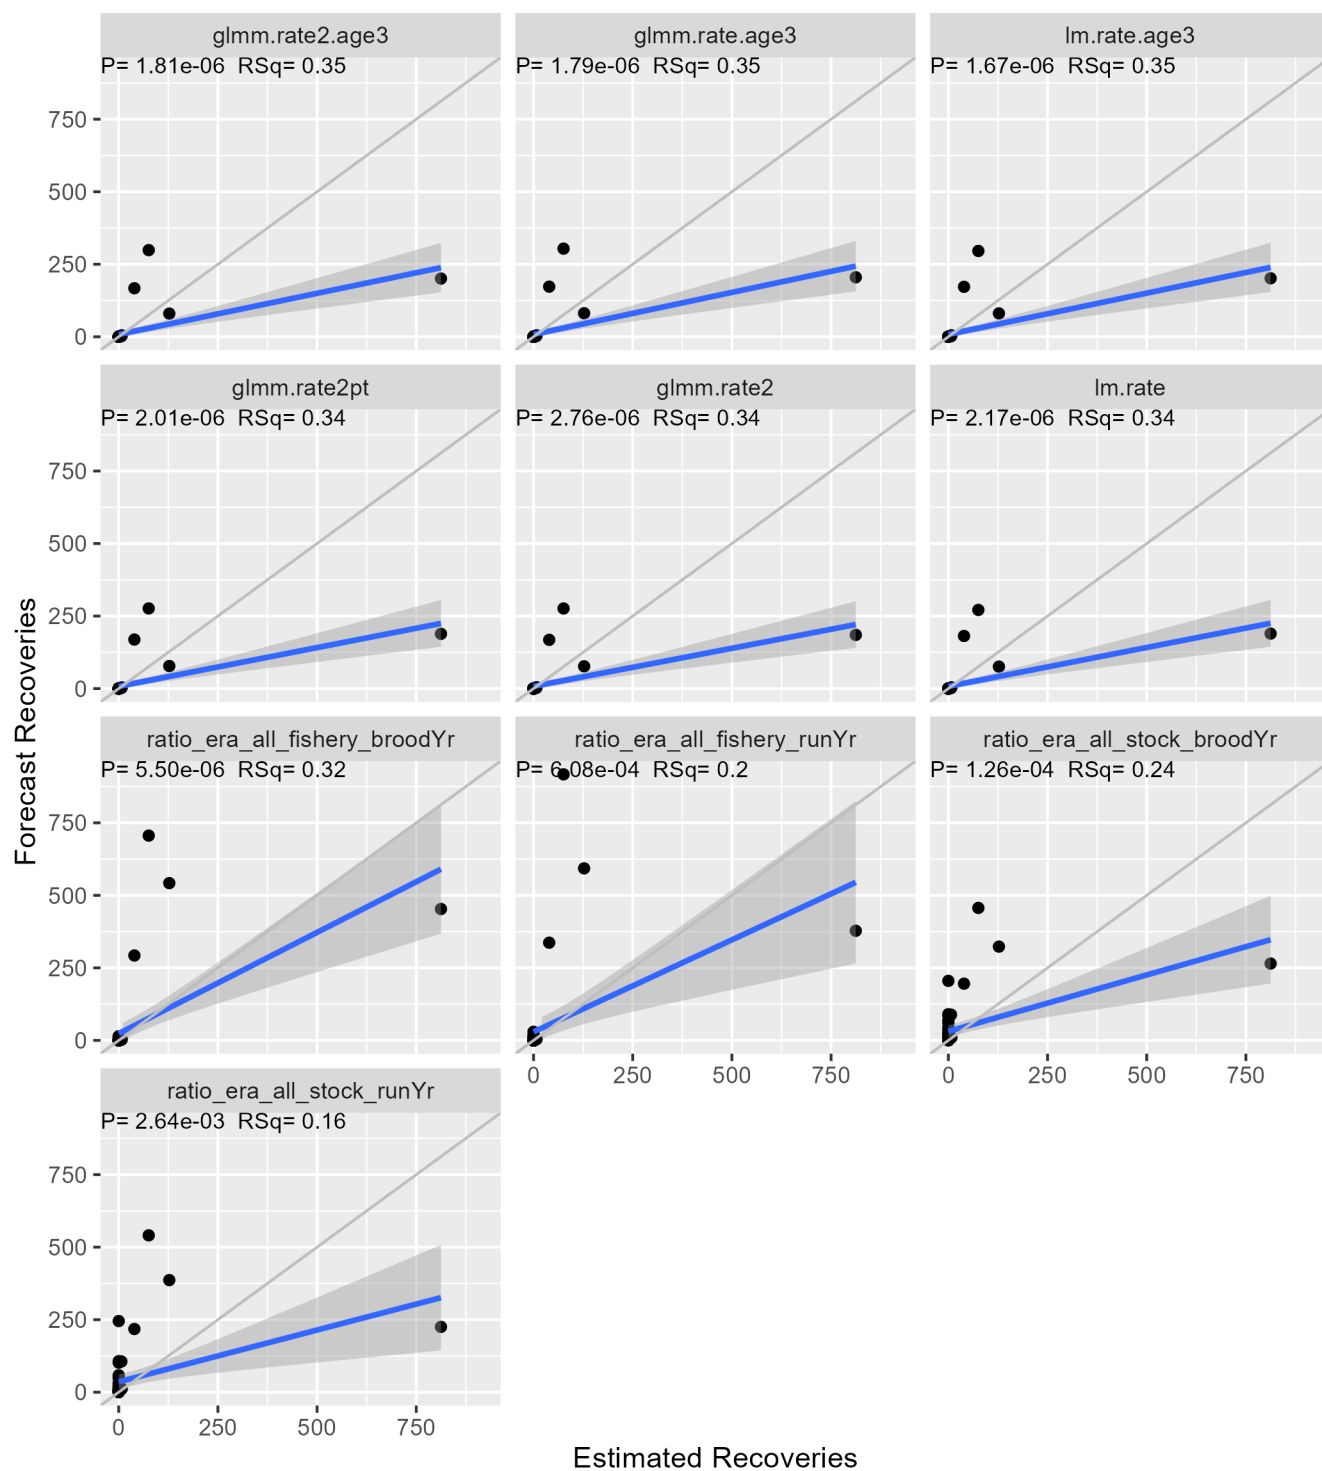 glmm.rate2.age3
glmm.rate.age3
lm.rate.age3
P= 1.81e-06 RSq= 0.35
P= 1.79e-06 RSq= 0.35
P= 1.67e-06 RSq= 0.35
750
500
250
0
glmm.rate2pt
glmm.rate2
lm.rate
P= 2.01e-06 RSq= 0.34
P= 2.76e-06 RSq= 0.34
P= 2.17e-06 RSq= 0.34
750
500
250
0
Forecast Recoveries
ratio_era_all_fishery_broodYr
ratio_era_all_fishery_runYr
ratio_era_all_stock_broodYr
P= 5.50e-06 RSq= 0.32
P= 6.08e-04 RSq= 0.2
P= 1.26e-04 RSq= 0.24
750
500
250
0
0 250 500 750
0 250 500 750
ratio_era_all_stock_runYr
P= 2.64e-03 RSq= 0.16
750
500
250
0
0 250 500 750
Estimated Recoveries